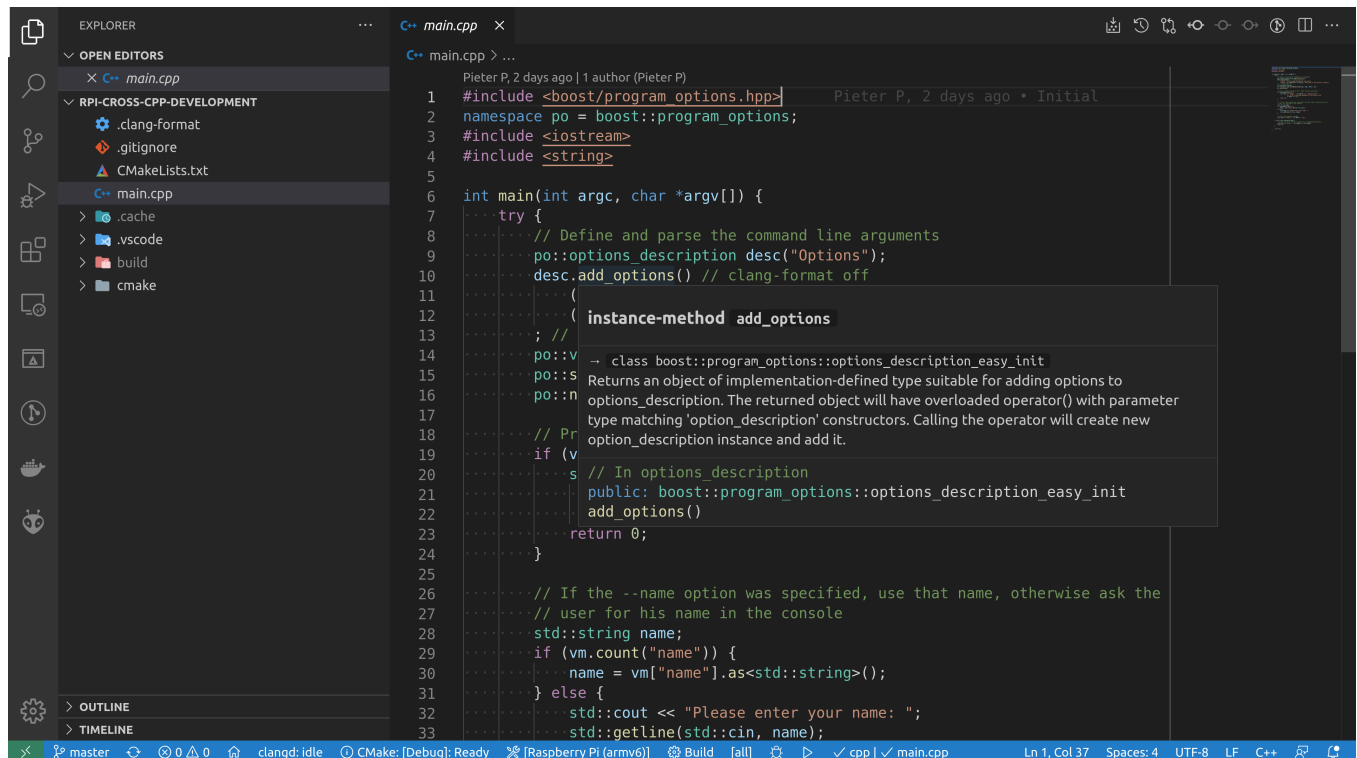 EXPLORER
OPEN EDITORS
main.cpp
RPI-CROSS-CPP-DEVELOPMENT
.clang-format
.gitignore
CMakeLists.txt
main.cpp
.cache
.vscode
build
cmake
OUTLINE
TIMELINE
main.cpp
main.cpp > ...
Pieter P, 2 days ago | 1 author (Pieter P)
1 #include <boost/program_options.hpp> Pieter P, 2 days ago • Initial
2 namespace po = boost::program_options;
3 #include <iostream>
4 #include <string>
5
6 int main(int argc, char *argv[]) {
7 try {
8 // Define and parse the command line arguments
9 po::options_description desc("Options");
10 desc.add_options() // clang-format off
11 (
12 (
13 ; //
14 po::v
15 po::s
16 po::n
17
18 // Pr
19 if (v
20 s
21
22
23 return 0;
24 }
25
26 // If the --name option was specified, use that name, otherwise ask the
27 // user for his name in the console
28 std::string name;
29 if (vm.count("name")) {
30 name = vm["name"].as<std::string>();
31 } else {
32 std::cout << "Please enter your name: ";
33 std::getline(std::cin, name);
instance-method add_options
→ class boost::program_options::options_description_easy_init
Returns an object of implementation-defined type suitable for adding options to
options_description. The returned object will have overloaded operator() with parameter
type matching 'option_description' constructors. Calling the operator will create new
option_description instance and add it.
// In options_description
public: boost::program_options::options_description_easy_init
add_options()
master 0 0 clangd: idle CMake: [Debug]: Ready [Raspberry Pi (armv6)] Build [all] cpp | main.cpp Ln 1, Col 37 Spaces: 4 UTF-8 LF C++